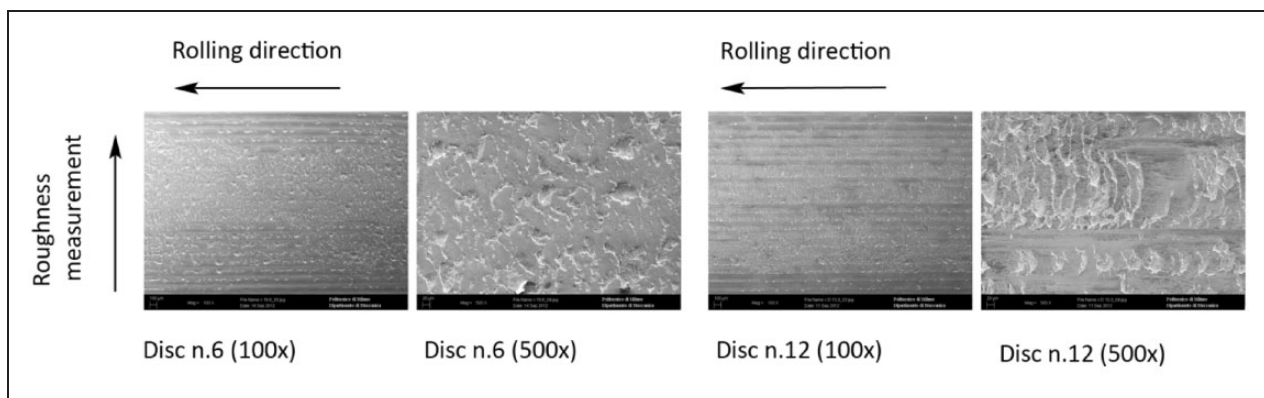 Rolling direction
Rolling direction
Roughness
measurement
Politecnico di Milano
Dipartimento di Meccanica
Politecnico di Milano
Dipartimento di Meccanica
Politecnico di Milano
Dipartimento di Meccanica
Politecnico di Milano
Dipartimento di Meccanica
Disc n.6 (100x)
Disc n.6 (500x)
Disc n.12 (100x)
Disc n.12 (500x)